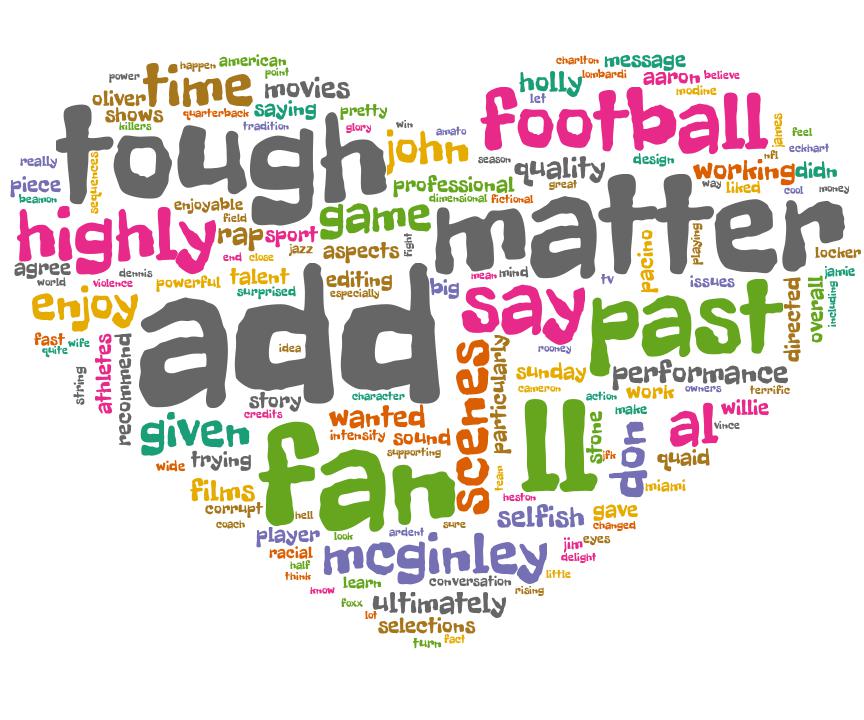 charlton message
happen american
power time point
lombardi aaron believe
movies holly
oliver let modine
shows quarterback saying pretty football james feel
killers tradition glory win amato
tough john season nfl eckhart
really sequences quality design workingdidn
piece professional great way liked cool money
beamon dimensional fictional
enjoyable game matter
highly field
rap sport jazz aspects fight pacino playing locker
end close
agree dennis editing mean mind tv issues jamie
world violence powerful talent especially big directed overall including
enjoy surprised add say past
fast wife idea rooney
quite athletes recommend scenes particularly sunday performance
string cameron work owners terrific
story character action
credits wanted ll stone make al willie
given intensity sound don vince
wide trying supporting jfk quaid
films fan team miami
corrupt hell heston
coach sure selfish gave
player look ardent changed
racial mcginley jim eyes
half delight
think learn conversation little
know rising
foxx ultimately
lot selections
turn fact